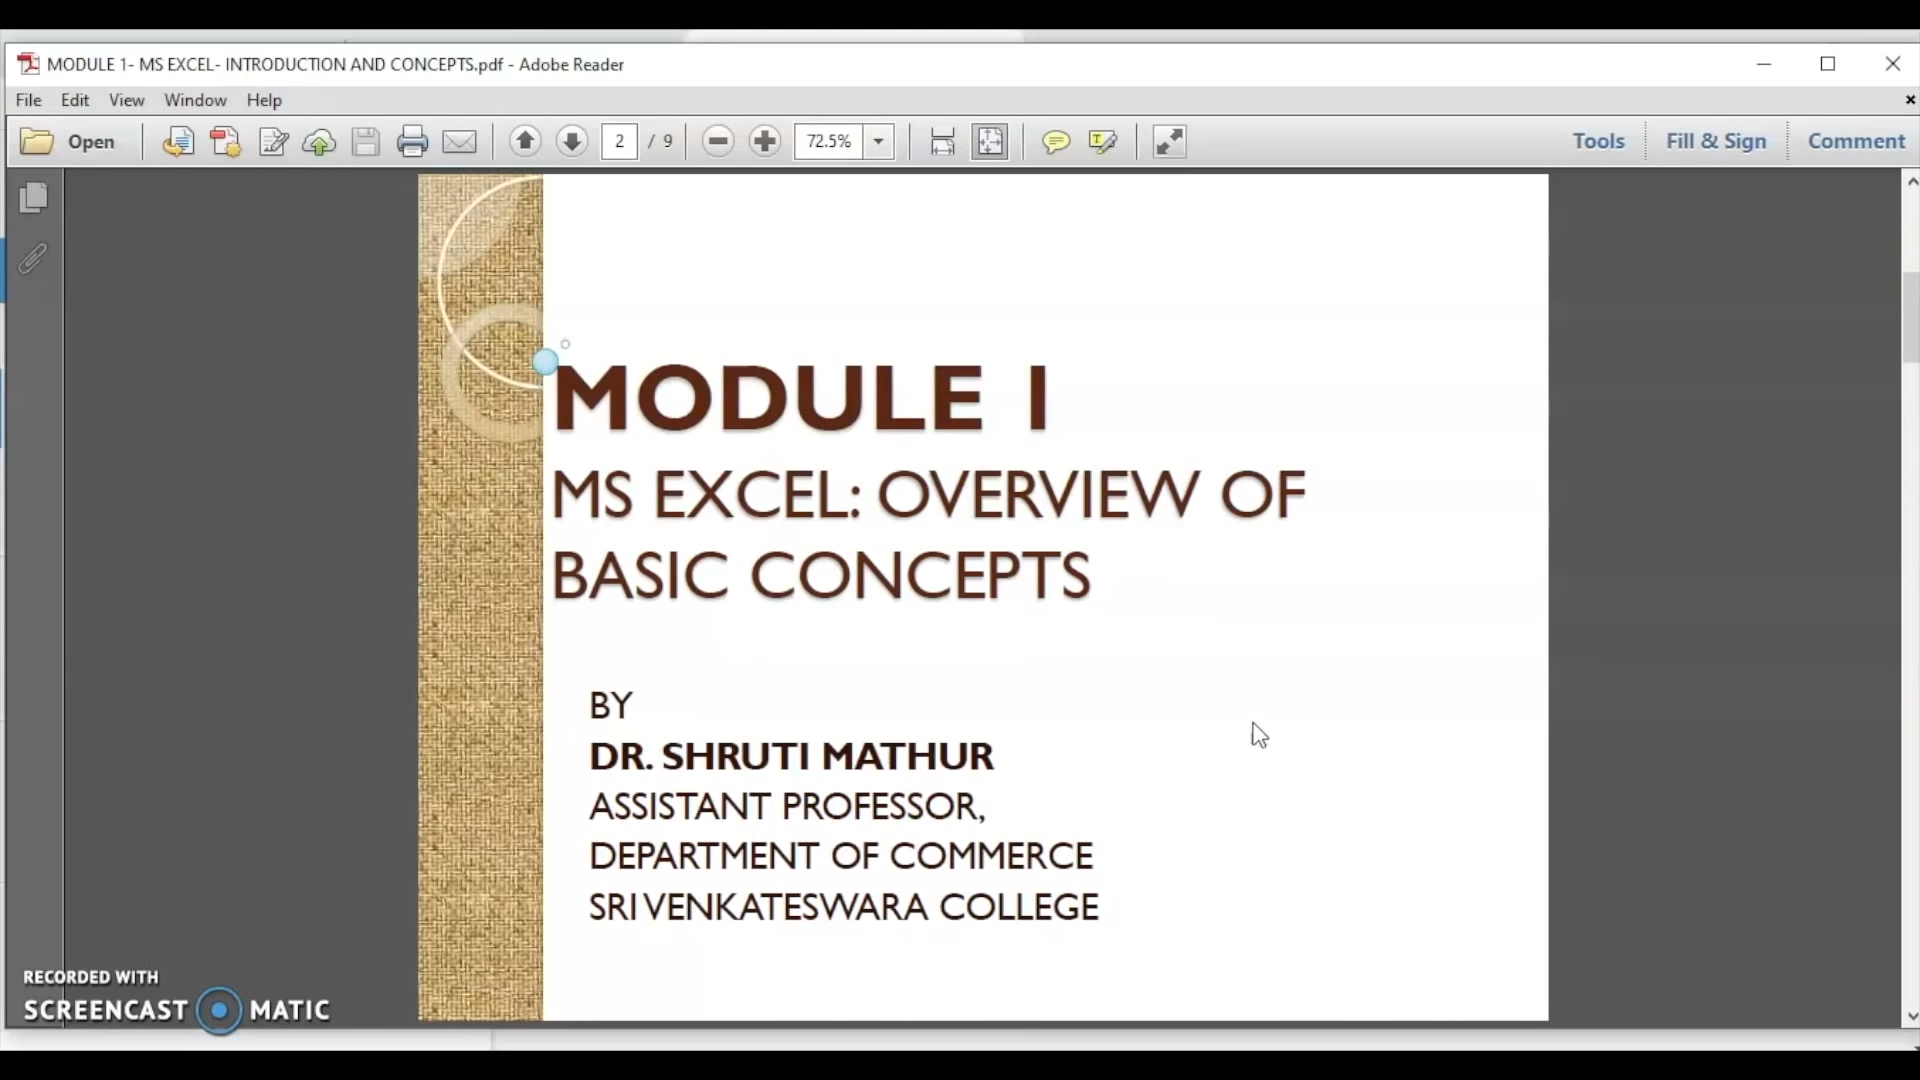 MODULE 1- MS EXCEL- INTRODUCTION AND CONCEPTS.pdf - Adobe Reader
File Edit View Window Help
Open 2 / 9 72.5% Tools Fill & Sign Comment
MODULE 1
MS EXCEL: OVERVIEW OF
BASIC CONCEPTS
BY
DR. SHRUTI MATHUR
ASSISTANT PROFESSOR,
DEPARTMENT OF COMMERCE
SRI VENKATESWARA COLLEGE
RECORDED WITH
SCREENCAST MATIC